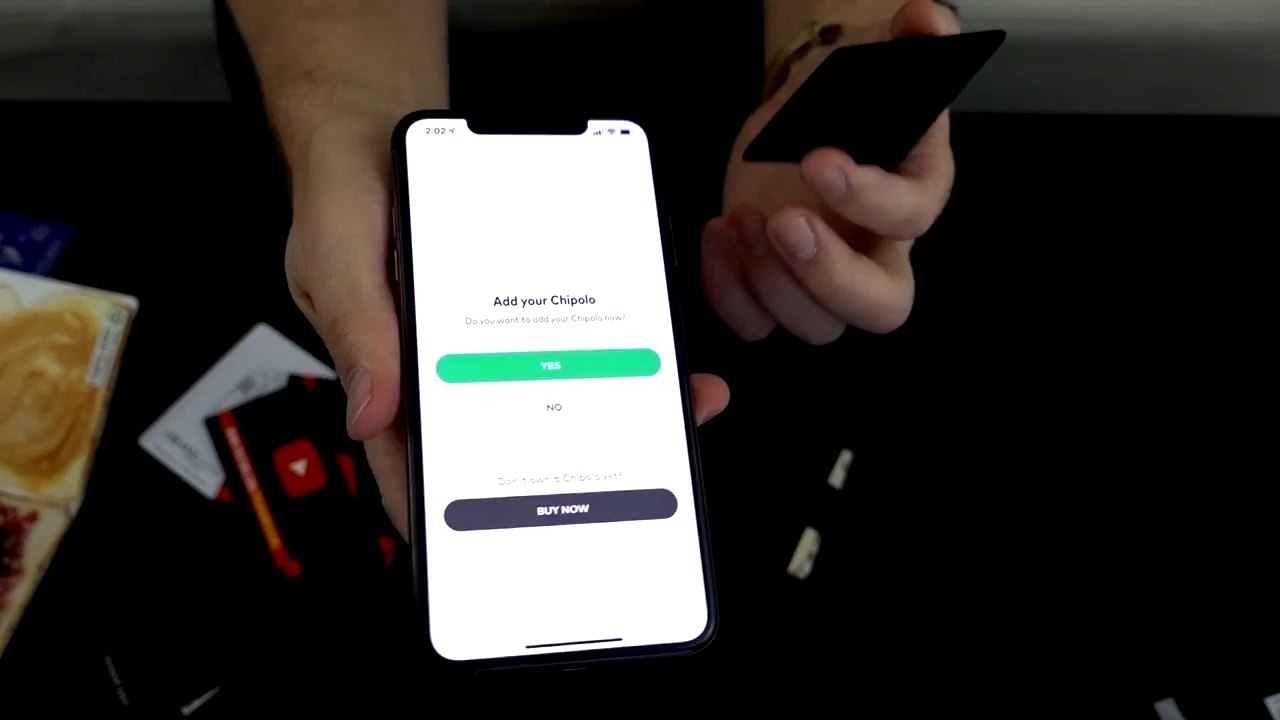 2:02
Add your Chipolo
Do you want to add your Chipolo now?
YES
NO
Don't own a Chipolo yet?
BUY NOW